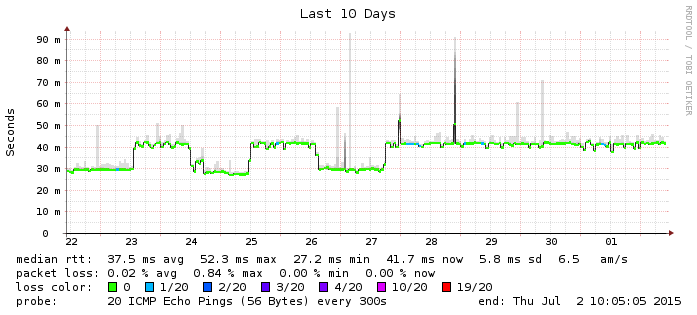 Last 10 Days
RRDTOOL / TOBI OETIKER
Seconds
90 m
80 m
70 m
60 m
50 m
40 m
30 m
20 m
10 m
0
22 23 24 25 26 27 28 29 30 01
median rtt: 37.5 ms avg 52.3 ms max 27.2 ms min 41.7 ms now 5.8 ms sd 6.5 am/s
packet loss: 0.02 % avg 0.84 % max 0.00 % min 0.00 % now
loss color: 0 1/20 2/20 3/20 4/20 10/20 19/20
probe: 20 ICMP Echo Pings (56 Bytes) every 300s end: Thu Jul 2 10:05:05 2015